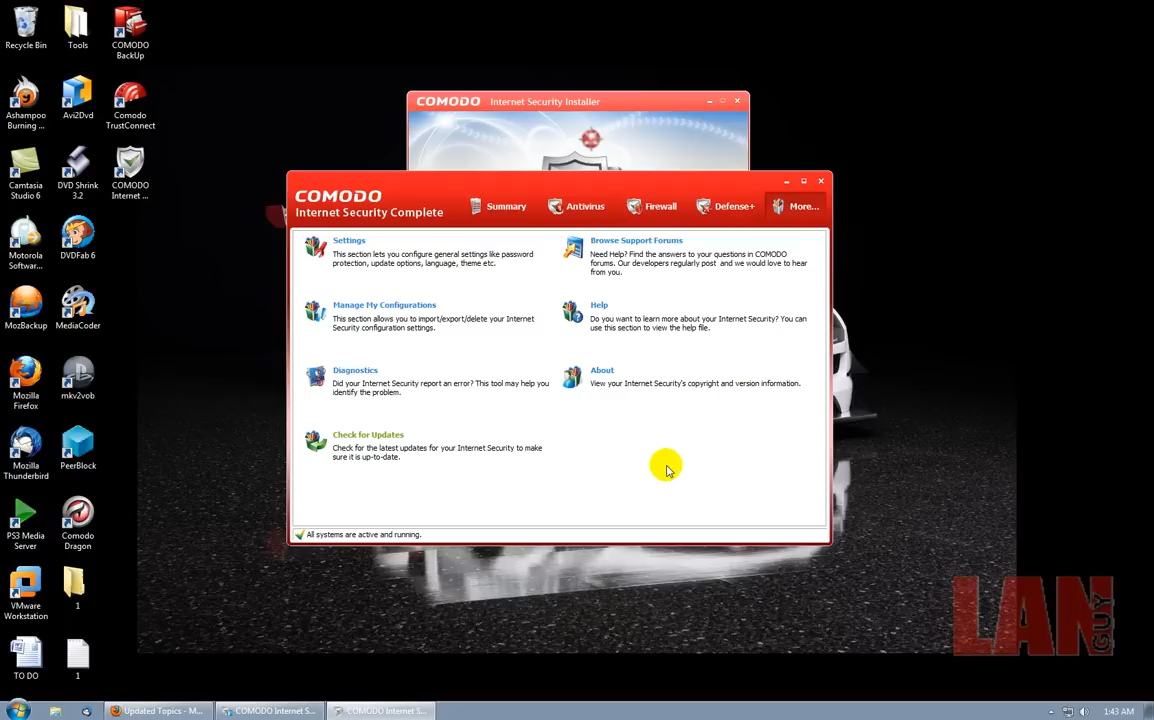 Recycle Bin
Tools
COMODO
BackUp
Ashampoo
Burning ...
Avi2Dvd
Comodo
TrustConnect
Camtasia
Studio 6
DVD Shrink
3.2
COMODO
Internet ...
Motorola
Softwar...
DVDFab 6
MozBackup
MediaCoder
Mozilla
Firefox
mkv2vob
Mozilla
Thunderbird
PeerBlock
PS3 Media
Server
Comodo
Dragon
VMware
Workstation
1
TO DO
1
COMODO Internet Security Installer
COMODO
Internet Security Complete
Summary
Antivirus
Firewall
Defense+
More...
Settings
This section lets you configure general settings like password
protection, update options, language, theme etc.
Browse Support Forums
Need Help? Find the answers to your questions in COMODO
forums. Our developers regularly post and we would love to hear
from you.
Manage My Configurations
This section allows you to import/export/delete your Internet
Security configuration settings.
Help
Do you want to learn more about your Internet Security? You can
use this section to view the help file.
Diagnostics
Did your Internet Security report an error? This tool may help you
identify the problem.
About
View your Internet Security's copyright and version information.
Check for Updates
Check for the latest updates for your Internet Security to make
sure it is up-to-date.
All systems are active and running.
LAN
GUY
Updated Topics - M...
COMODO Internet S...
COMODO Internet S...
1:43 AM